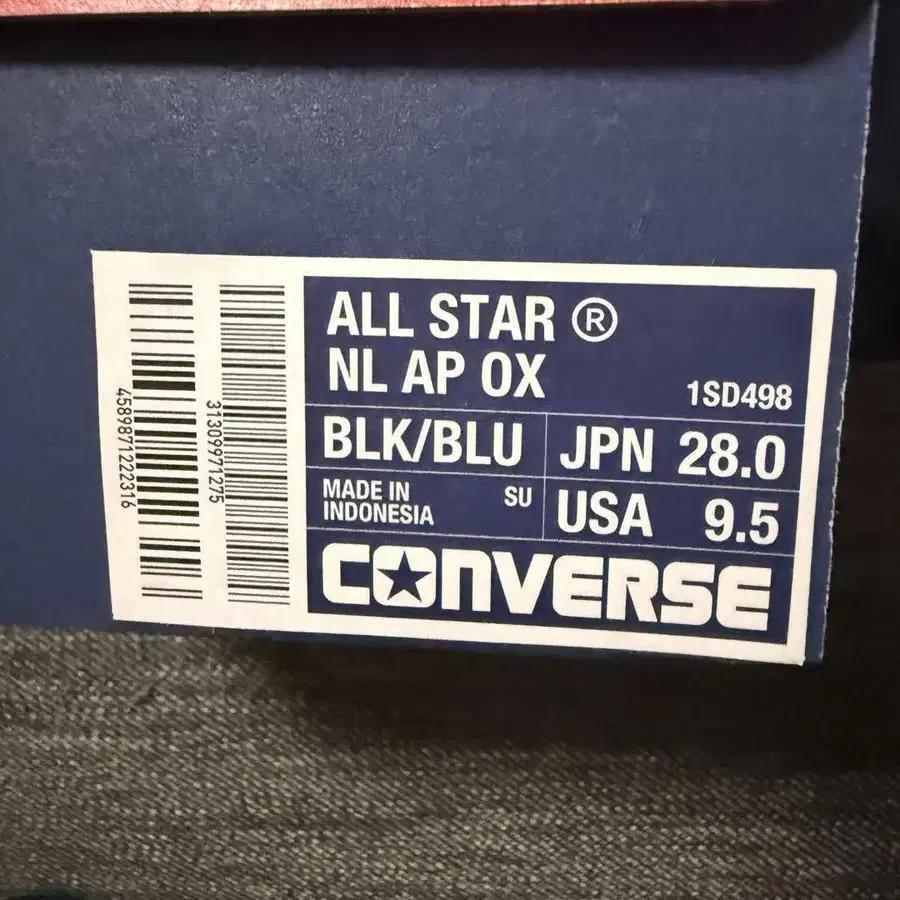 4589871222316
31309971275
ALL STAR ®
NL AP OX
1SD498
BLK/BLU
JPN 28.0
MADE IN
INDONESIA
SU
USA 9.5
CONVERSE